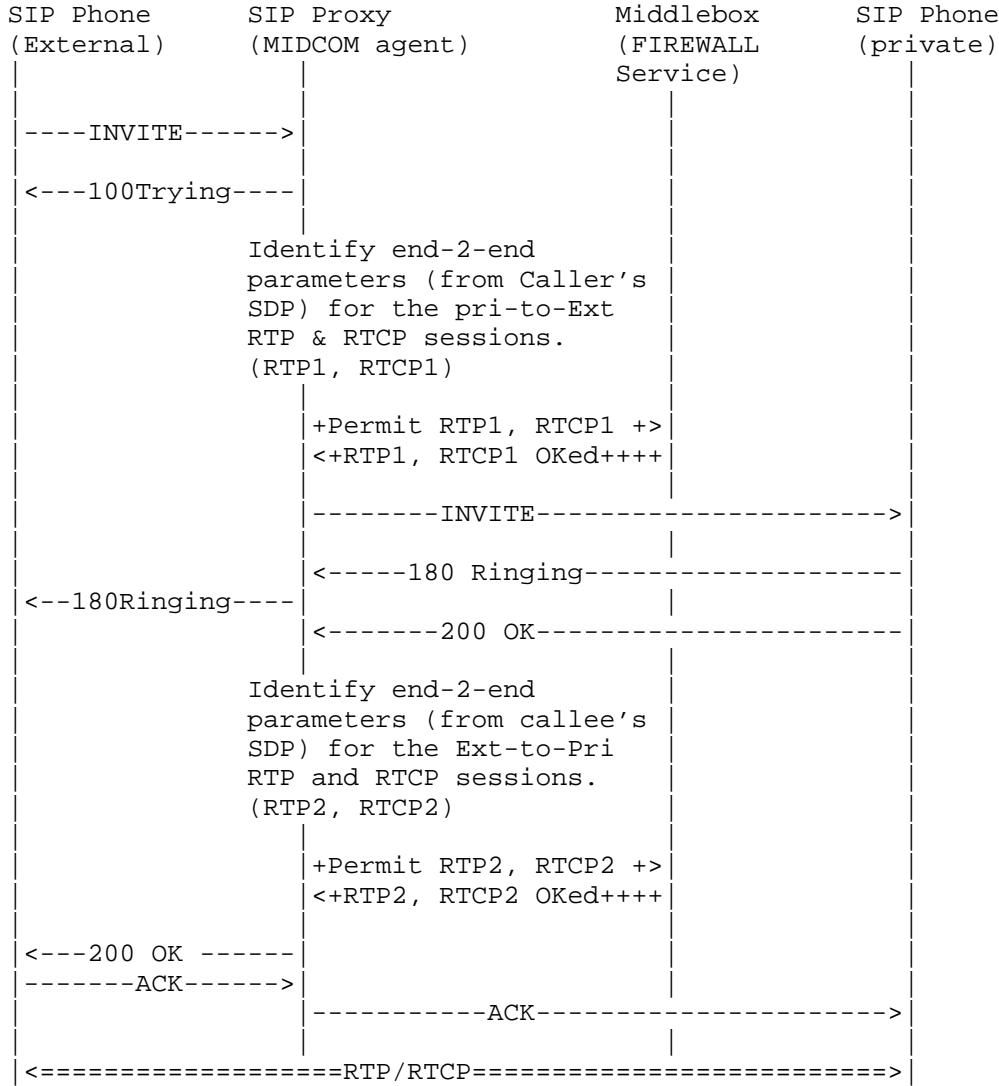 SIP Phone SIP Proxy Middlebox SIP Phone
(External) (MIDCOM agent) (FIREWALL (private)
Service)
----INVITE------>
<---100Trying----
Identify end-2-end
parameters (from Caller's
SDP) for the pri-to-Ext
RTP & RTCP sessions.
(RTP1, RTCP1)
+Permit RTP1, RTCP1 +>
<+RTP1, RTCP1 OKed++++
--------INVITE---------------------->
<-----180 Ringing--------------------
<--180Ringing----
<-------200 OK-----------------------
Identify end-2-end
parameters (from callee's
SDP) for the Ext-to-Pri
RTP and RTCP sessions.
(RTP2, RTCP2)
+Permit RTP2, RTCP2 +>
<+RTP2, RTCP2 OKed++++
<---200 OK ------
-------ACK------>
-----------ACK---------------------->
<===================RTP/RTCP==========================>